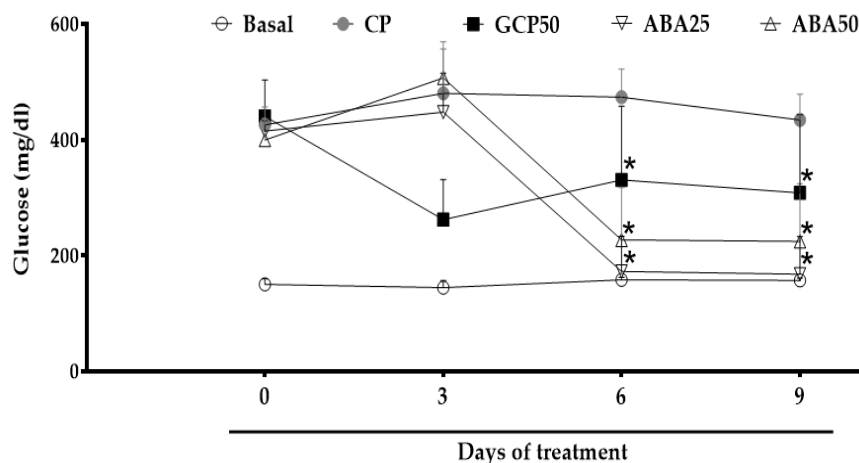 Basal CP GCP50 ABA25 ABA50
600
400
200
0
Glucose (mg/dl)
*
*
*
*
*
*
0 3 6 9
Days of treatment